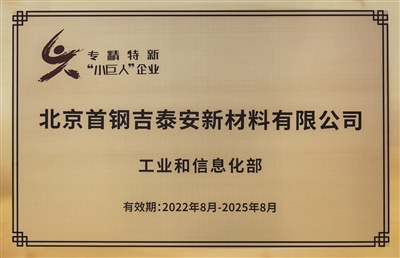 专精特新
“小巨人”企业
北京首钢吉泰安新材料有限公司
工业和信息化部
有效期:2022年8月-2025年8月